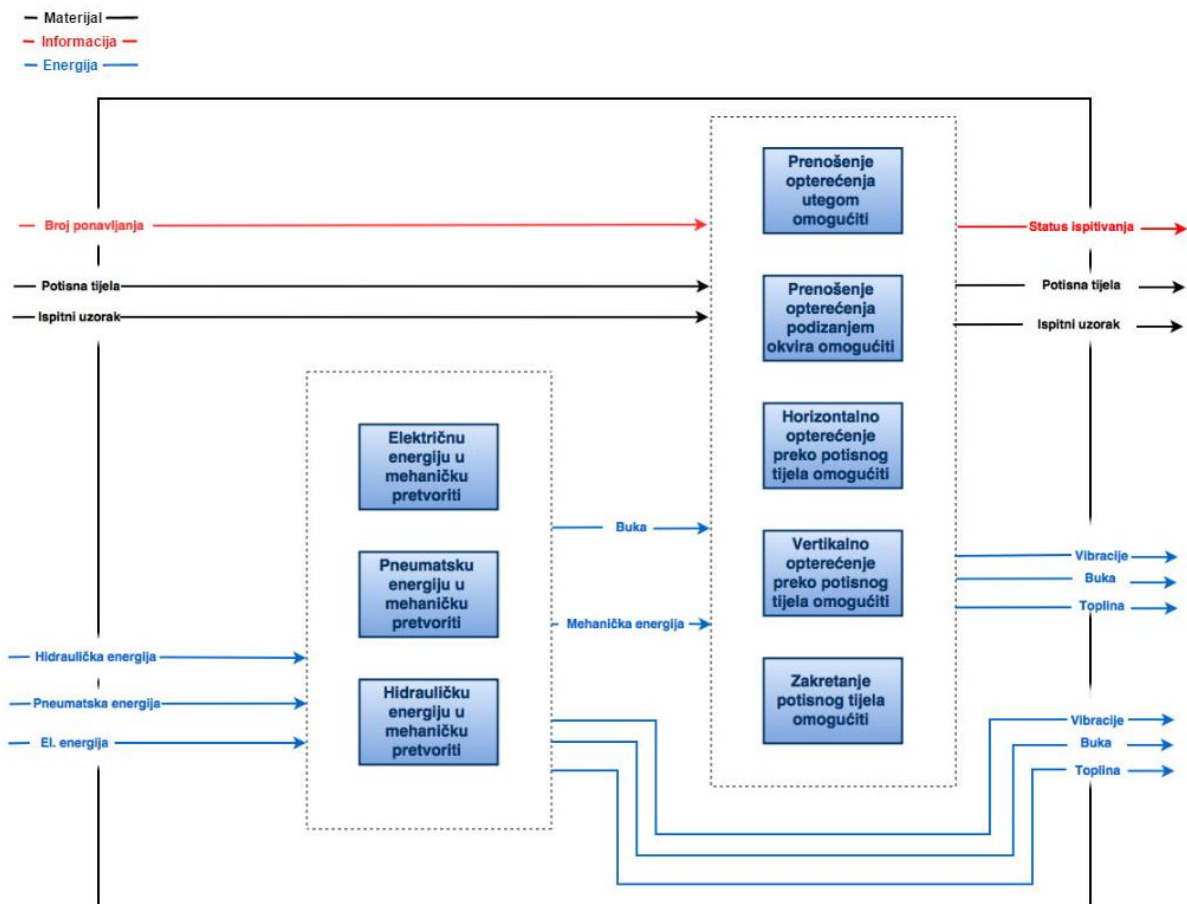 Materijal
Informacija
Energija
Prenošenje
opterećenja
utegom
omogućiti
Broj ponavljanja
Status ispitivanja
Potisna tijela
Potisna tijela
Ispitni uzorak
Ispitni uzorak
Prenošenje
opterećenja
podizanjem
okvira omogućiti
Horizontalno
opterećenje
preko potisnog
tijela omogućiti
Električnu
energiju u
mehaničku
pretvoriti
Buka
Vertikalno
opterećenje
preko potisnog
tijela omogućiti
Vibracije
Buka
Toplina
Pneumatsku
energiju u
mehaničku
pretvoriti
Mehanička energija
Hidraulička energija
Pneumatska energija
El. energija
Hidrauličku
energiju u
mehaničku
pretvoriti
Zakretanje
potisnog tijela
omogućiti
Vibracije
Buka
Toplina